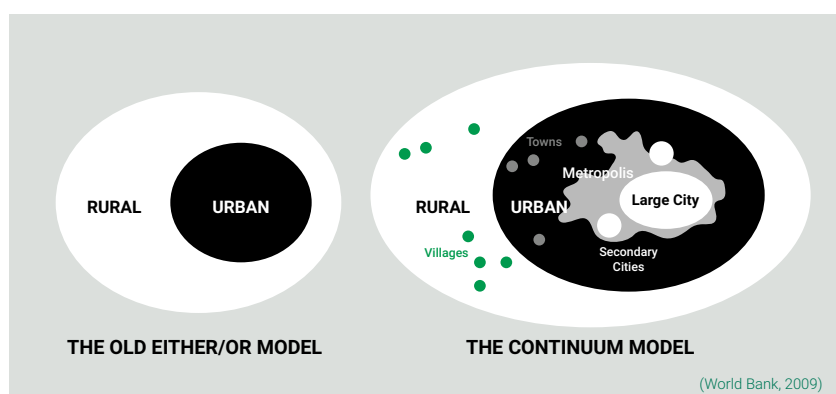 RURAL
URBAN
THE OLD EITHER/OR MODEL
Towns
Metropolis
Large City
RURAL
URBAN
Villages
Secondary
Cities
THE CONTINUUM MODEL
(World Bank, 2009)